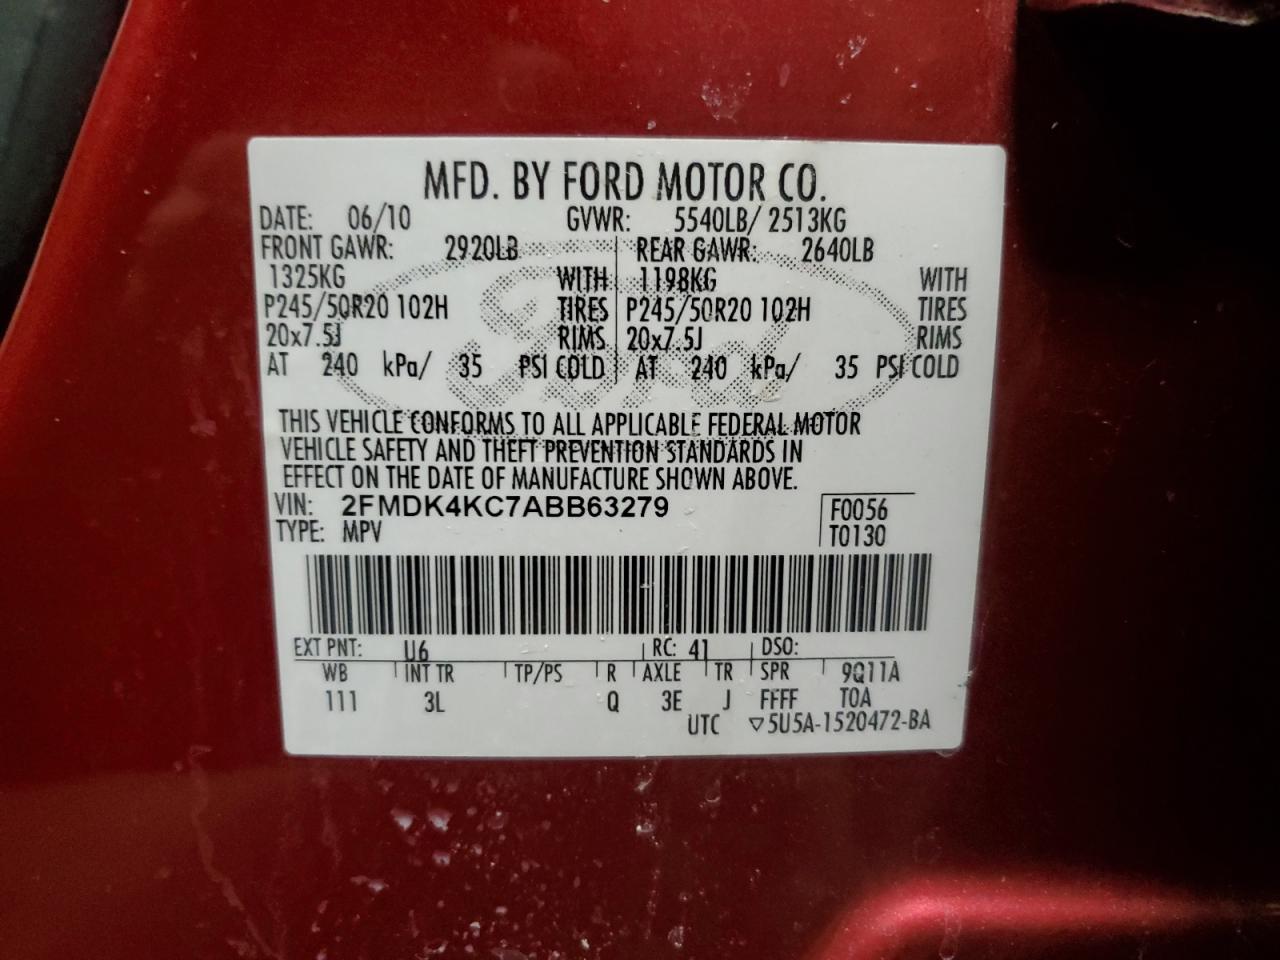 MFD. BY FORD MOTOR CO.
DATE: 06/10 GVWR: 5540LB/ 2513KG
FRONT GAWR: 2920LB REAR GAWR: 2640LB
1325KG WITH 1198KG WITH
P245/50R20 102H TIRES P245/50R20 102H TIRES
20x7.5J RIMS 20x7.5J RIMS
AT 240 kPa/ 35 PSI COLD AT 240 kPa/ 35 PSI COLD
Ford
THIS VEHICLE CONFORMS TO ALL APPLICABLE FEDERAL MOTOR
VEHICLE SAFETY AND THEFT PREVENTION STANDARDS IN
EFFECT ON THE DATE OF MANUFACTURE SHOWN ABOVE.
VIN: 2FMDK4KC7ABB63279 F0056
TYPE: MPV T0130
EXT PNT: U6 RC: 41 DSO:
WB INT TR TP/PS R AXLE TR SPR 9Q11A
111 3L Q 3E J FFFF T0A
UTC ▽5U5A-1520472-BA